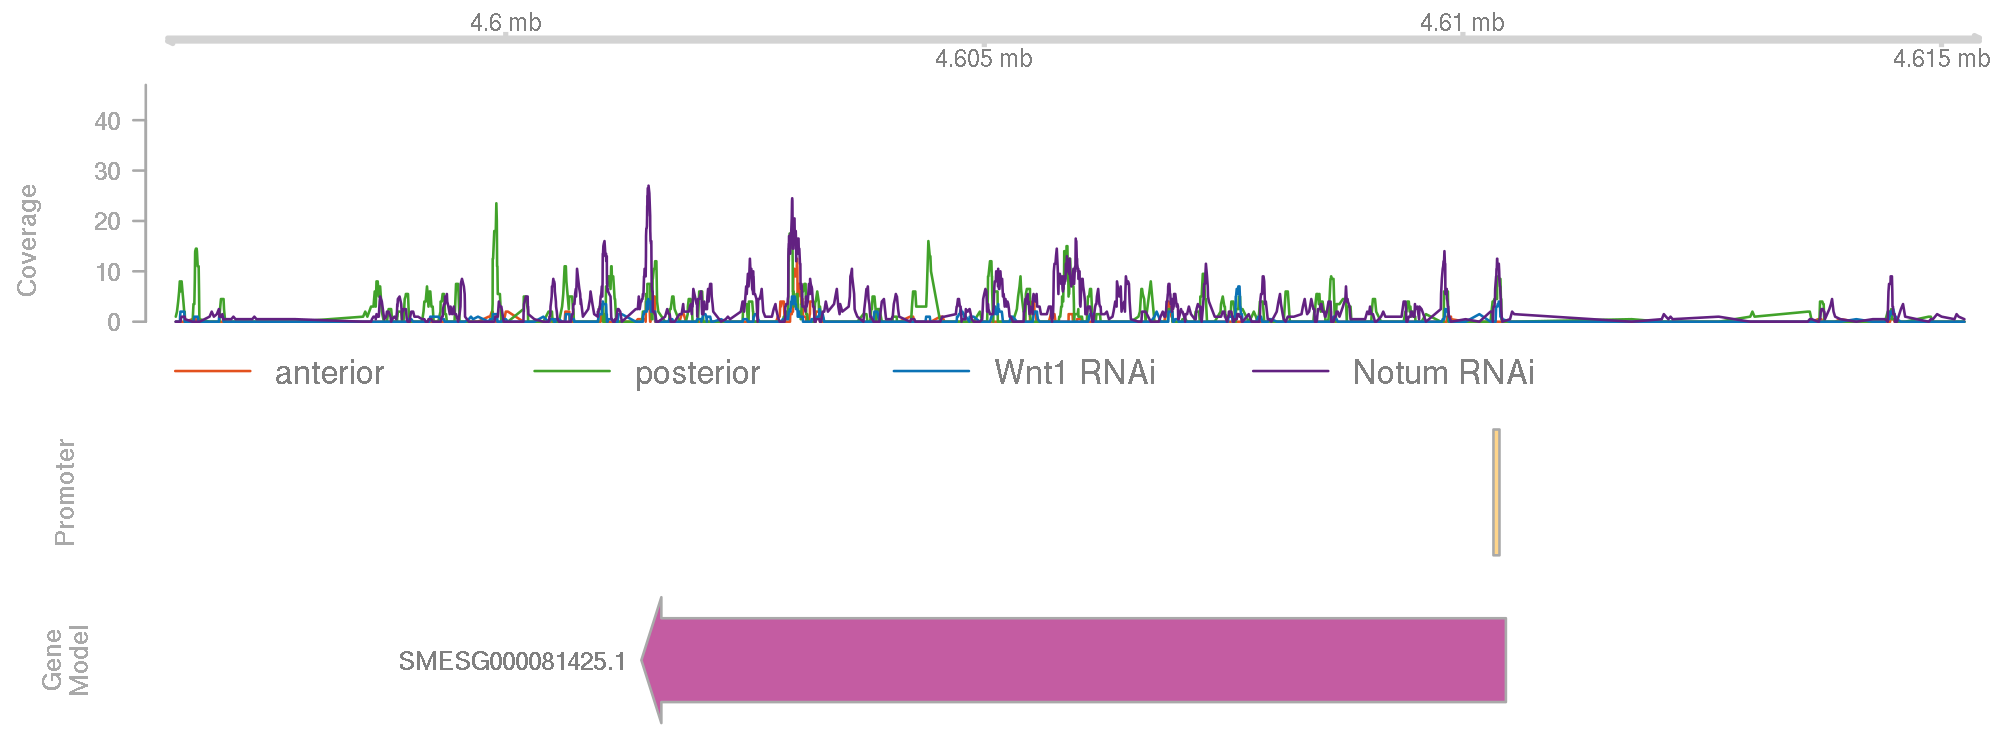 4.6 mb
4.61 mb
4.605 mb
4.615 mb
Coverage
40
30
20
10
0
anterior
posterior
Wnt1 RNAi
Notum RNAi
Promoter
Gene
Model
SMESG000081425.1